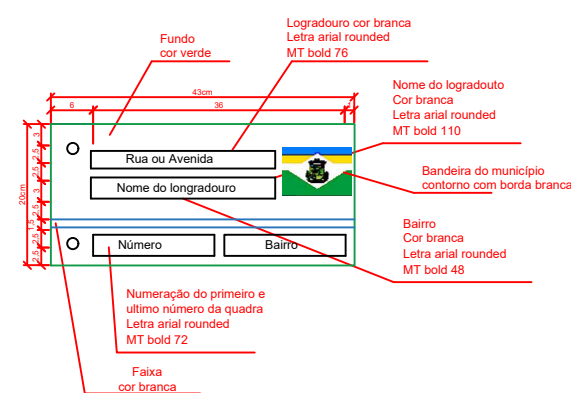 Logradouro cor branca
Letra arial rounded
MT bold 76
Fundo
cor verde
Nome do logradouto
Cor branca
Letra arial rounded
MT bold 110
43cm
6
36
3
2.5
2.5
3
2.5
1.5
2.5
2.5
20cm
Rua ou Avenida
Nome do longradouro
Bandeira do município
contorno com borda branca
Número
Bairro
Bairro
Cor branca
Letra arial rounded
MT bold 48
Numeração do primeiro e
ultimo número da quadra
Letra arial rounded
MT bold 72
Faixa
cor branca